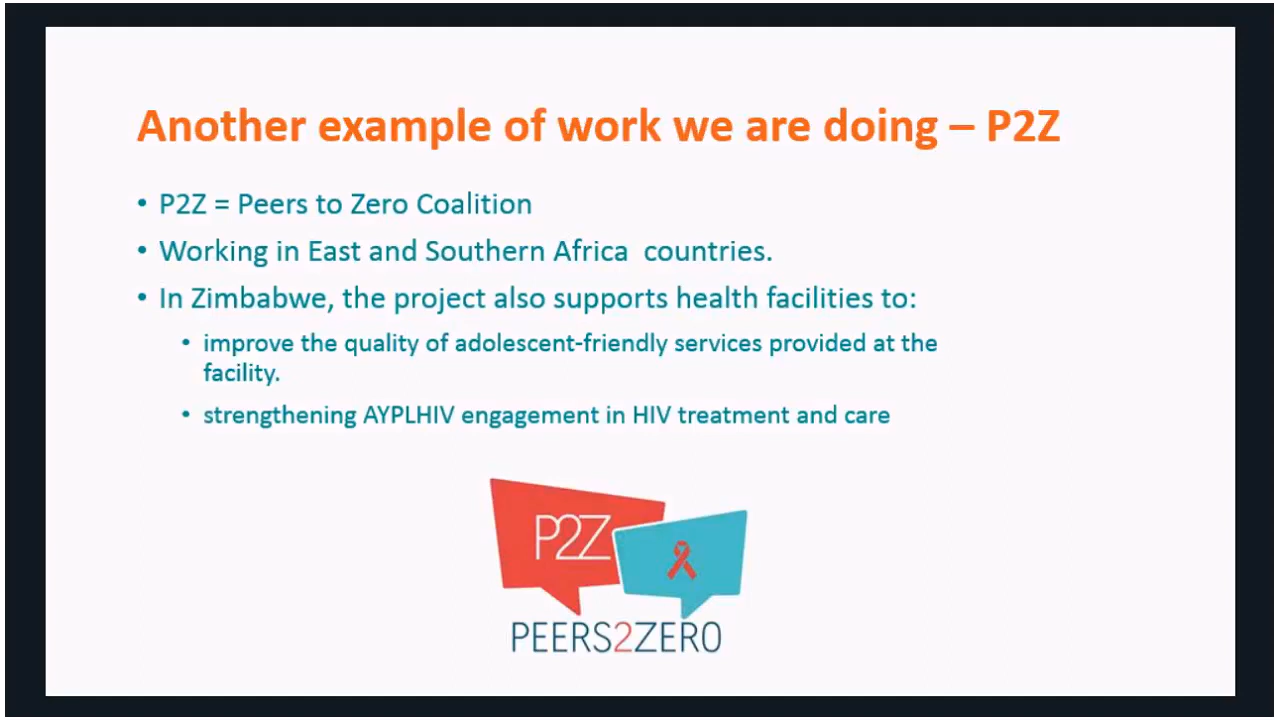 Another example of work we are doing – P2Z
• P2Z = Peers to Zero Coalition
• Working in East and Southern Africa  countries.
• In Zimbabwe, the project also supports health facilities to:
• improve the quality of adolescent-friendly services provided at the
facility.
• strengthening AYPLHIV engagement in HIV treatment and care
P2Z
PEERS2ZERO